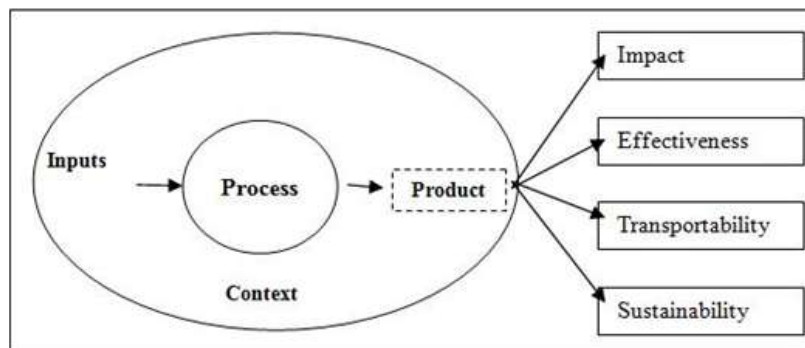 Impact
Effectiveness
Inputs
Process
Product
Transportability
Context
Sustainability